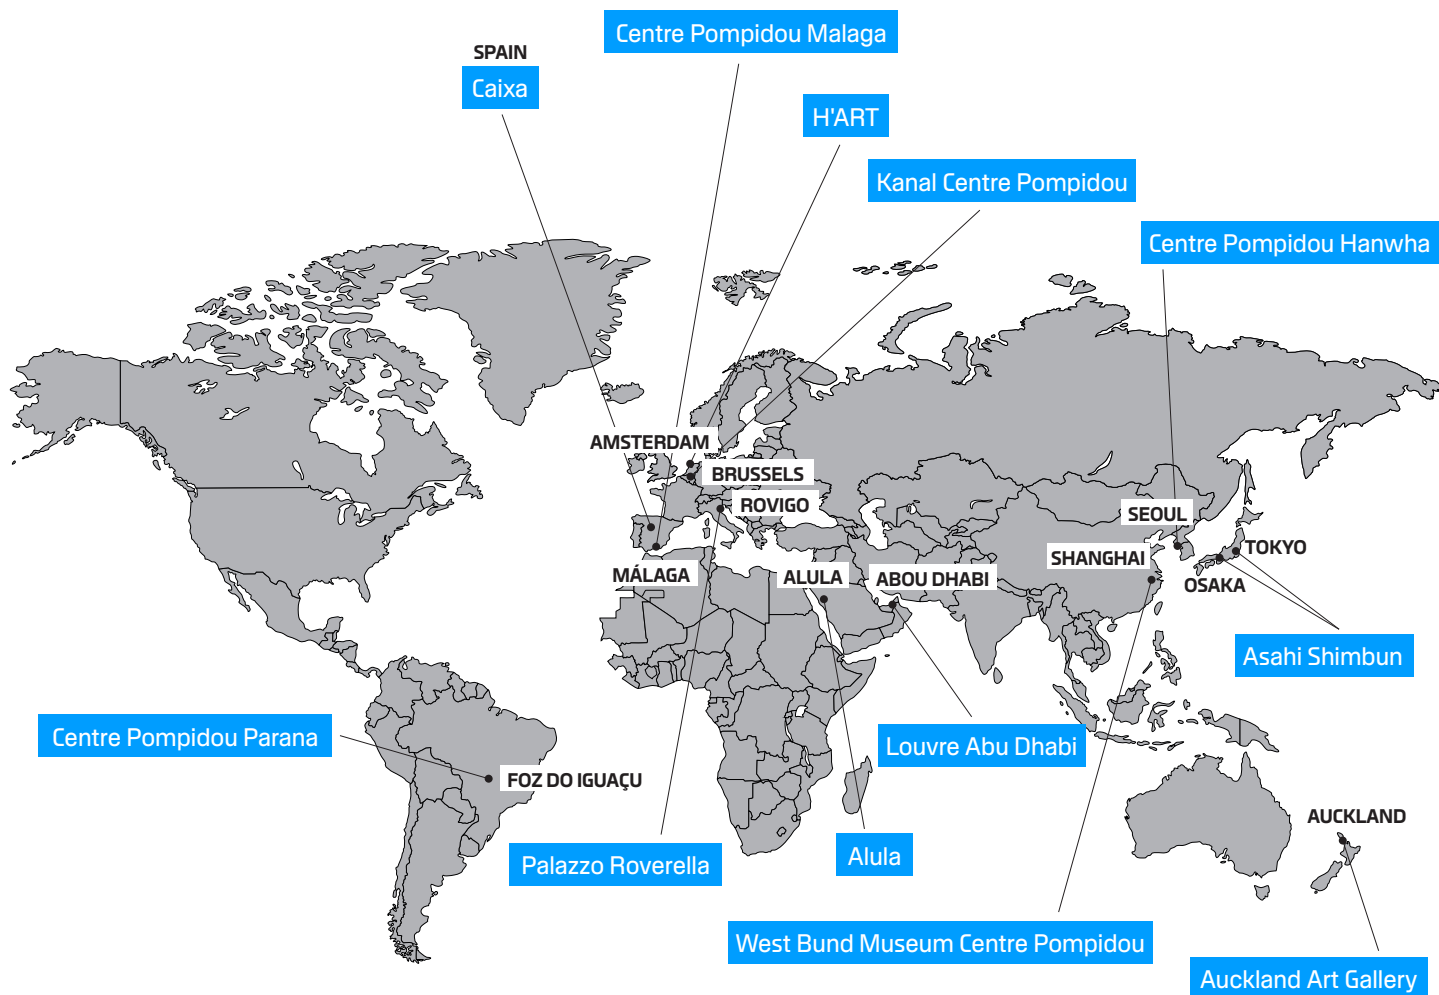 Centre Pompidou Malaga
SPAIN
Caixa
H'ART
Kanal Centre Pompidou
Centre Pompidou Hanwha
AMSTERDAM
BRUSSELS
ROVIGO
SEOUL
TOKYO
SHANGHAI
MÁLAGA
ALULA
ABOU DHABI
OSAKA
Asahi Shimbun
Centre Pompidou Parana
Louvre Abu Dhabi
FOZ DO IGUAÇU
AUCKLAND
Palazzo Roverella
Alula
West Bund Museum Centre Pompidou
Auckland Art Gallery